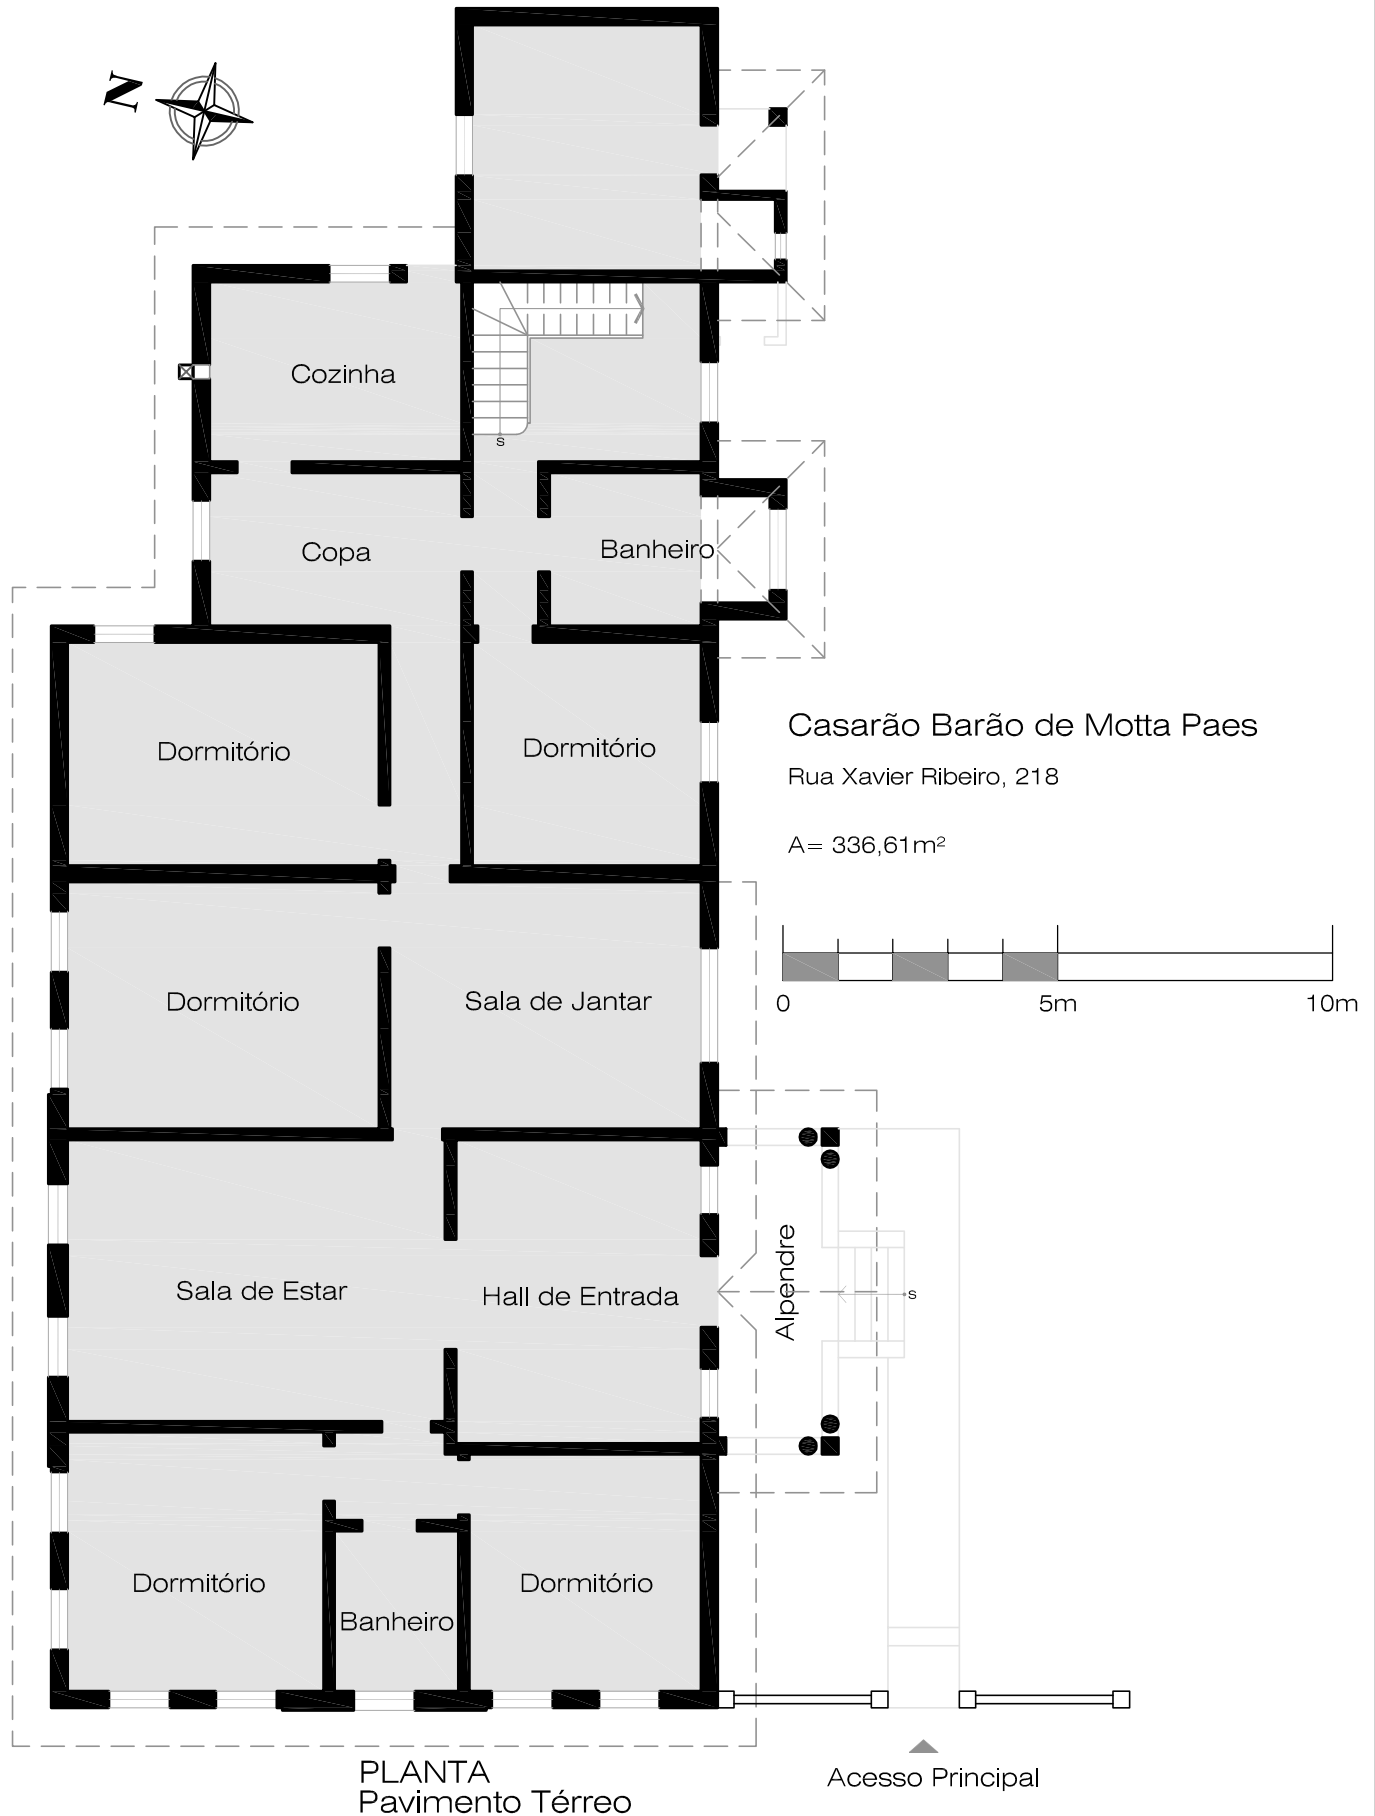 N
Cozinha
s
Copa
Banheiro
Dormitório
Dormitório
Casarão Barão de Motta Paes
Rua Xavier Ribeiro, 218
A= 336,61m²
0
5m
10m
Dormitório
Sala de Jantar
Sala de Estar
Hall de Entrada
Alpendre
s
Dormitório
Banheiro
Dormitório
PLANTA
Pavimento Térreo
Acesso Principal